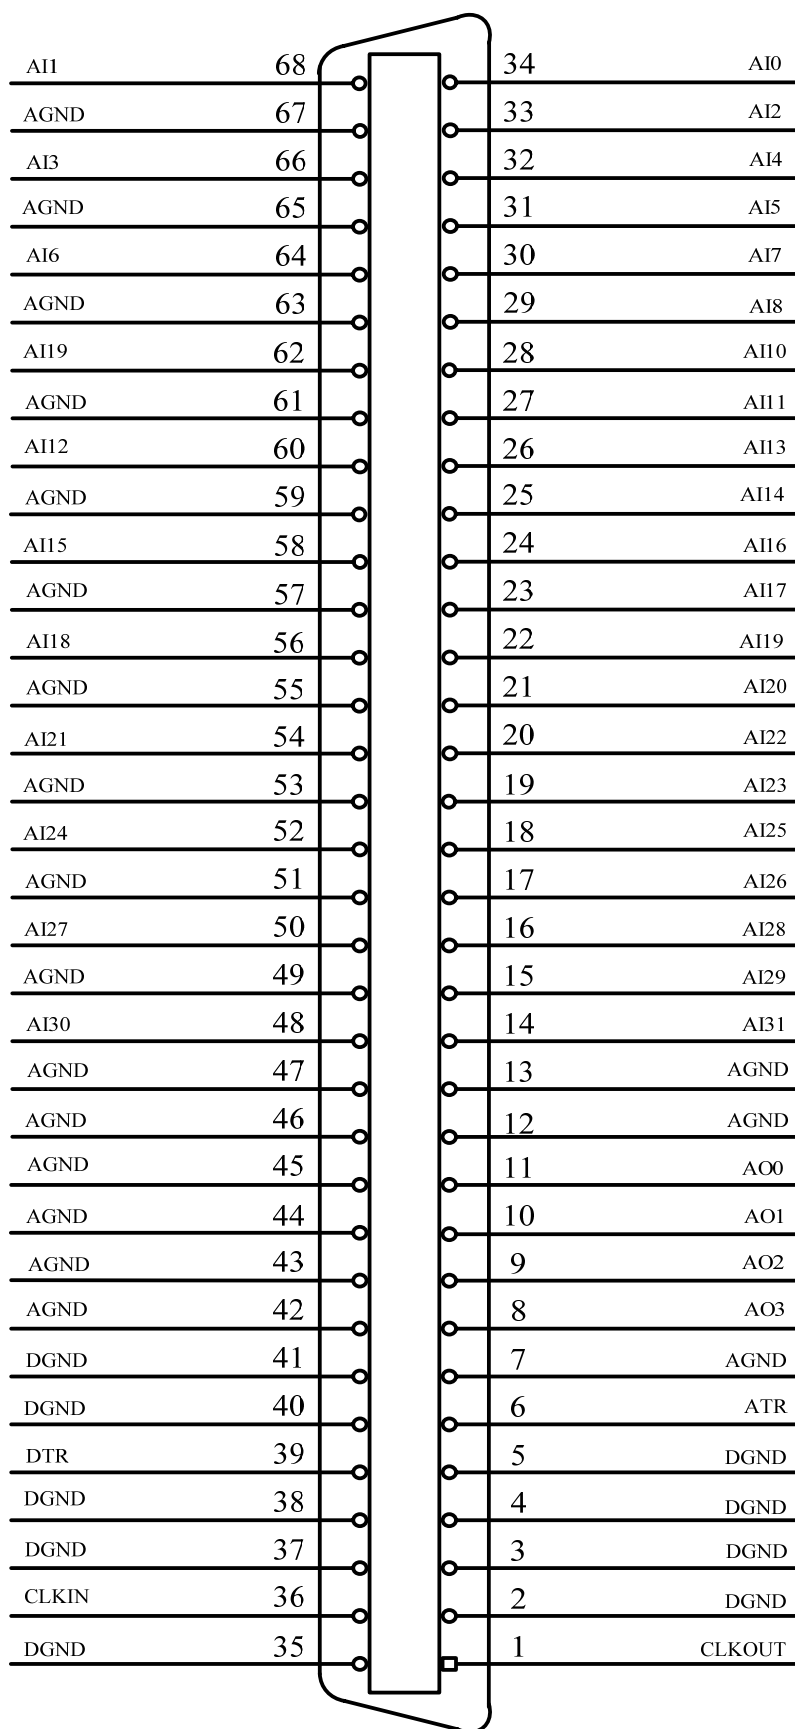 AI1 68 34 AI0
AGND 67 33 AI2
AI3 66 32 AI4
AGND 65 31 AI5
AI6 64 30 AI7
AGND 63 29 AI8
AI19 62 28 AI10
AGND 61 27 AI11
AI12 60 26 AI13
AGND 59 25 AI14
AI15 58 24 AI16
AGND 57 23 AI17
AI18 56 22 AI19
AGND 55 21 AI20
AI21 54 20 AI22
AGND 53 19 AI23
AI24 52 18 AI25
AGND 51 17 AI26
AI27 50 16 AI28
AGND 49 15 AI29
AI30 48 14 AI31
AGND 47 13 AGND
AGND 46 12 AGND
AGND 45 11 AO0
AGND 44 10 AO1
AGND 43 9 AO2
AGND 42 8 AO3
DGND 41 7 AGND
DGND 40 6 ATR
DTR 39 5 DGND
DGND 38 4 DGND
DGND 37 3 DGND
CLKIN 36 2 DGND
DGND 35 1 CLKOUT